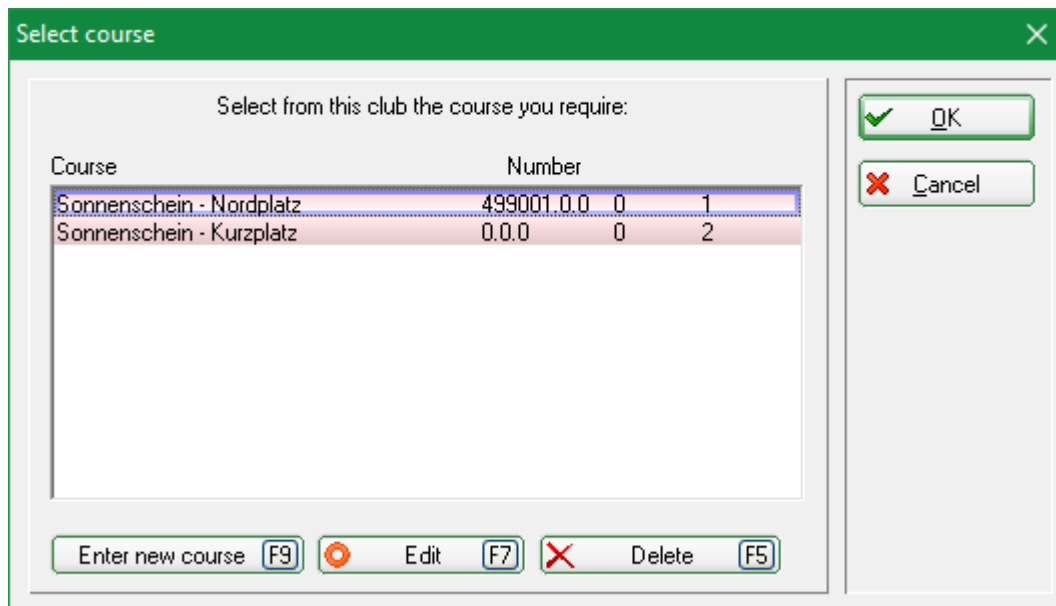 Select course
Select from this club the course you require:
Course Number
Sonnenschein - Nordplatz 499001.0.0 0 1
Sonnenschein - Kurzplatz 0.0.0 0 2
Enter new course F9 Edit F7 Delete F5
OK
Cancel